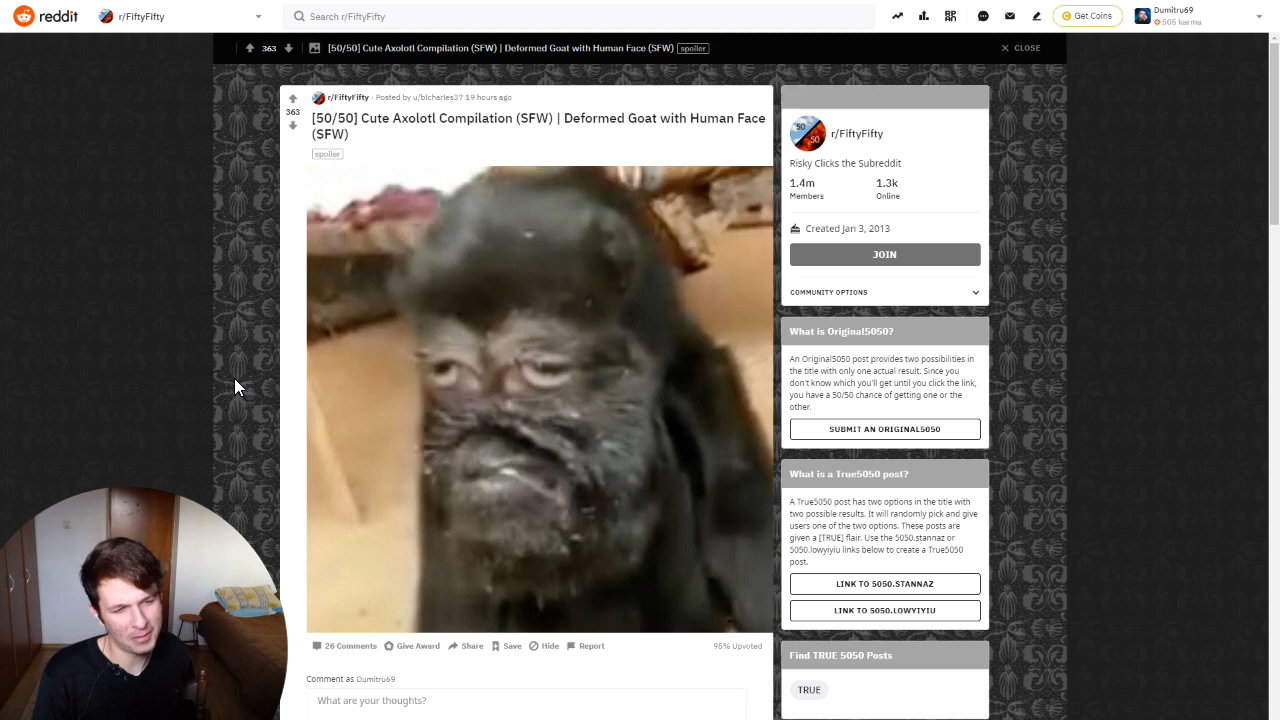 reddit
r/FiftyFifty
Search r/FiftyFifty
Get Coins
Dumitru69
505 karma
363
[50/50] Cute Axolotl Compilation (SFW) | Deformed Goat with Human Face (SFW)
spoiler
CLOSE
363
r/FiftyFifty · Posted by u/blcharles37 19 hours ago
[50/50] Cute Axolotl Compilation (SFW) | Deformed Goat with Human Face
(SFW)
spoiler
26 Comments
Give Award
Share
Save
Hide
Report
95% Upvoted
Comment as Dumitru69
What are your thoughts?
50
50
r/FiftyFifty
Risky Clicks the Subreddit
1.4m
1.3k
Members
Online
Created Jan 3, 2013
JOIN
COMMUNITY OPTIONS
What is Original5050?
An Original5050 post provides two possibilities in
the title with only one actual result. Since you
don't know which you'll get until you click the link,
you have a 50/50 chance of getting one or the
other.
SUBMIT AN ORIGINAL5050
What is a True5050 post?
A True5050 post has two options in the title with
two possible results. It will randomly pick and give
users one of the two options. These posts are
given a [TRUE] flair. Use the 5050.stannaz or
5050.lowyiyiu links below to create a True5050
post.
LINK TO 5050.STANNAZ
LINK TO 5050.LOWYIYIU
Find TRUE 5050 Posts
TRUE